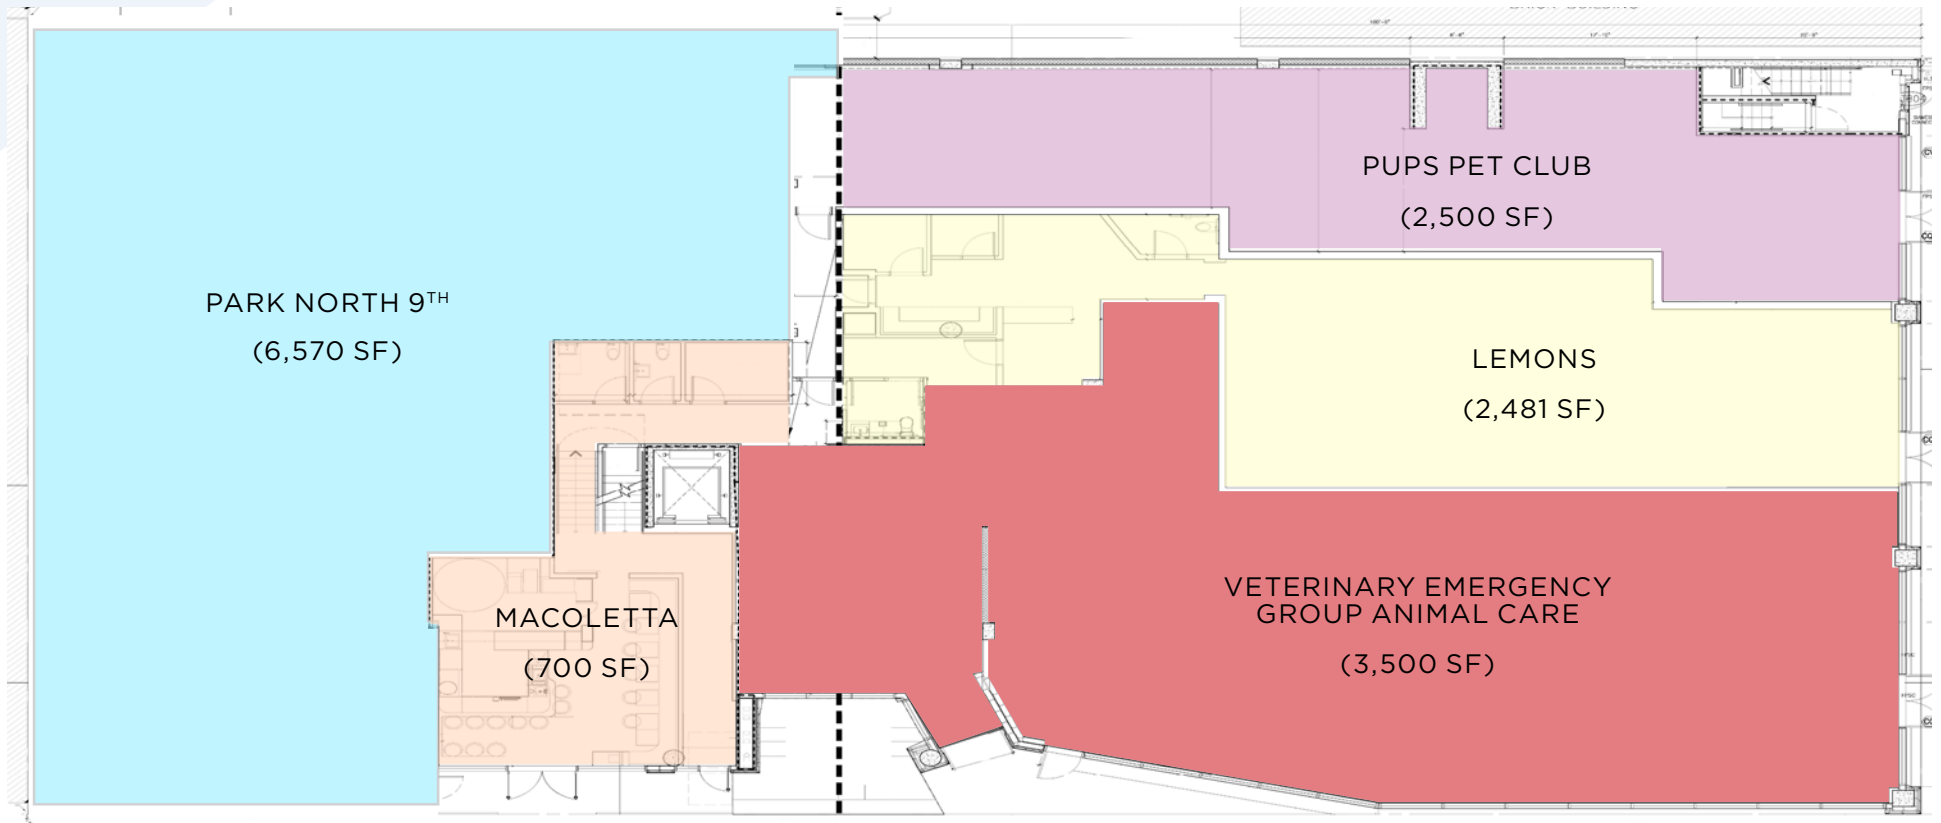 PUPS PET CLUB
(2,500 SF)
PARK NORTH 9TH
(6,570 SF)
LEMONS
(2,481 SF)
VETERINARY EMERGENCY
GROUP ANIMAL CARE
(3,500 SF)
MACOLETTA
(700 SF)